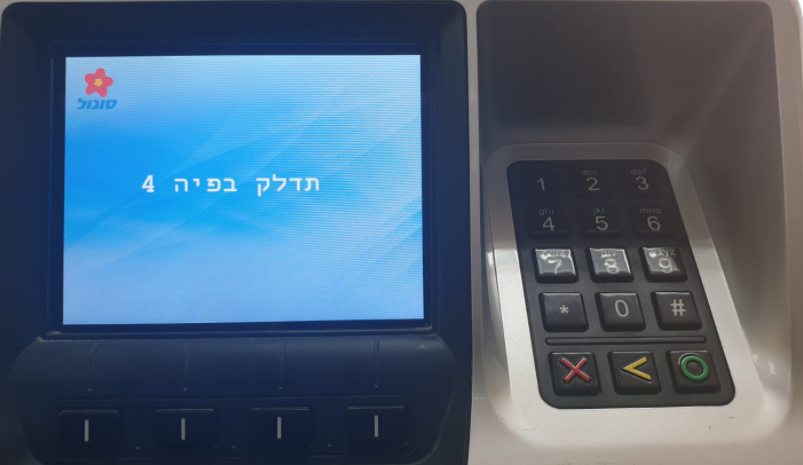 סונול
תדלק בפיה 4
1 abc 2 def 3
ghi 4 jkl 5 mno 6
7 8 9
* 0 #